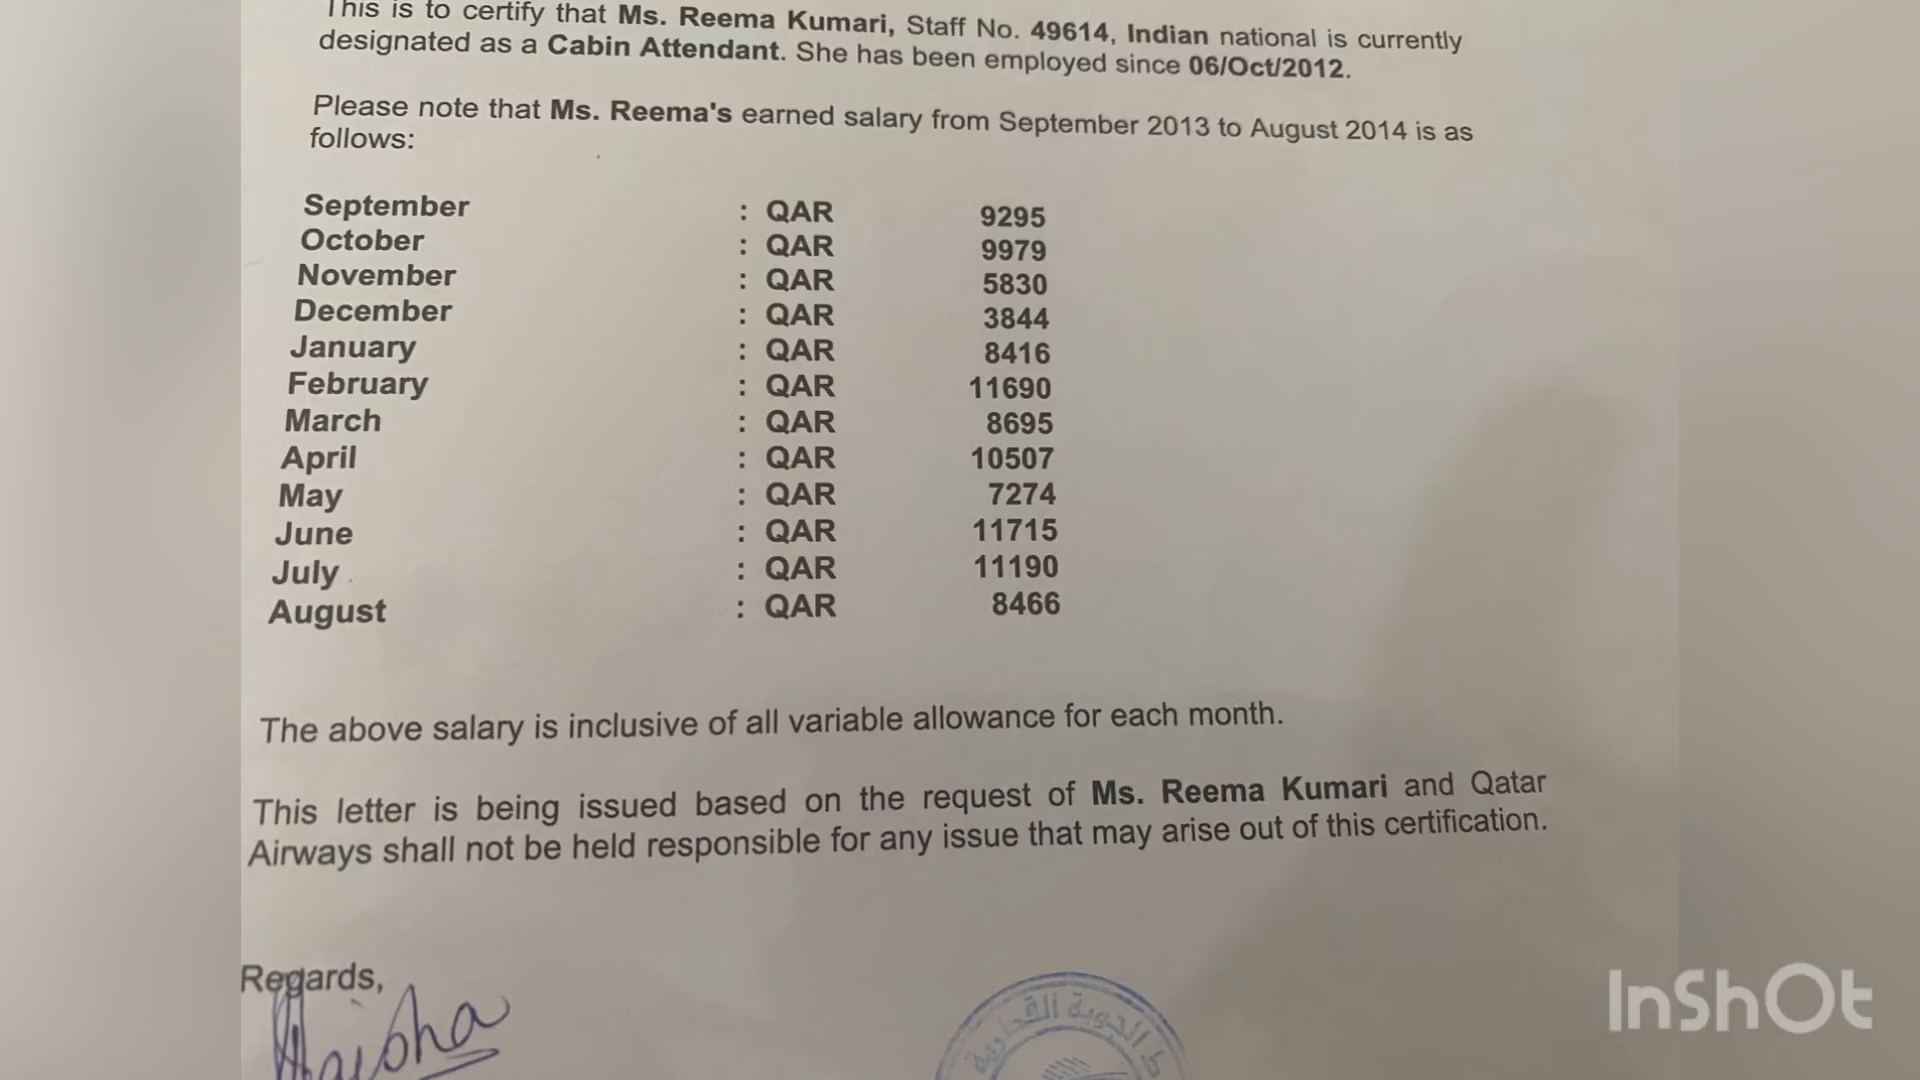 This is to certify that Ms. Reema Kumari, Staff No. 49614, Indian national is currently
designated as a Cabin Attendant. She has been employed since 06/Oct/2012.
Please note that Ms. Reema's earned salary from September 2013 to August 2014 is as
follows:
September : QAR 9295
October : QAR 9979
November : QAR 5830
December : QAR 3844
January : QAR 8416
February : QAR 11690
March : QAR 8695
April : QAR 10507
May : QAR 7274
June : QAR 11715
July : QAR 11190
August : QAR 8466
The above salary is inclusive of all variable allowance for each month.
This letter is being issued based on the request of Ms. Reema Kumari and Qatar
Airways shall not be held responsible for any issue that may arise out of this certification.
Regards,
الجوية القطرية
InShOt